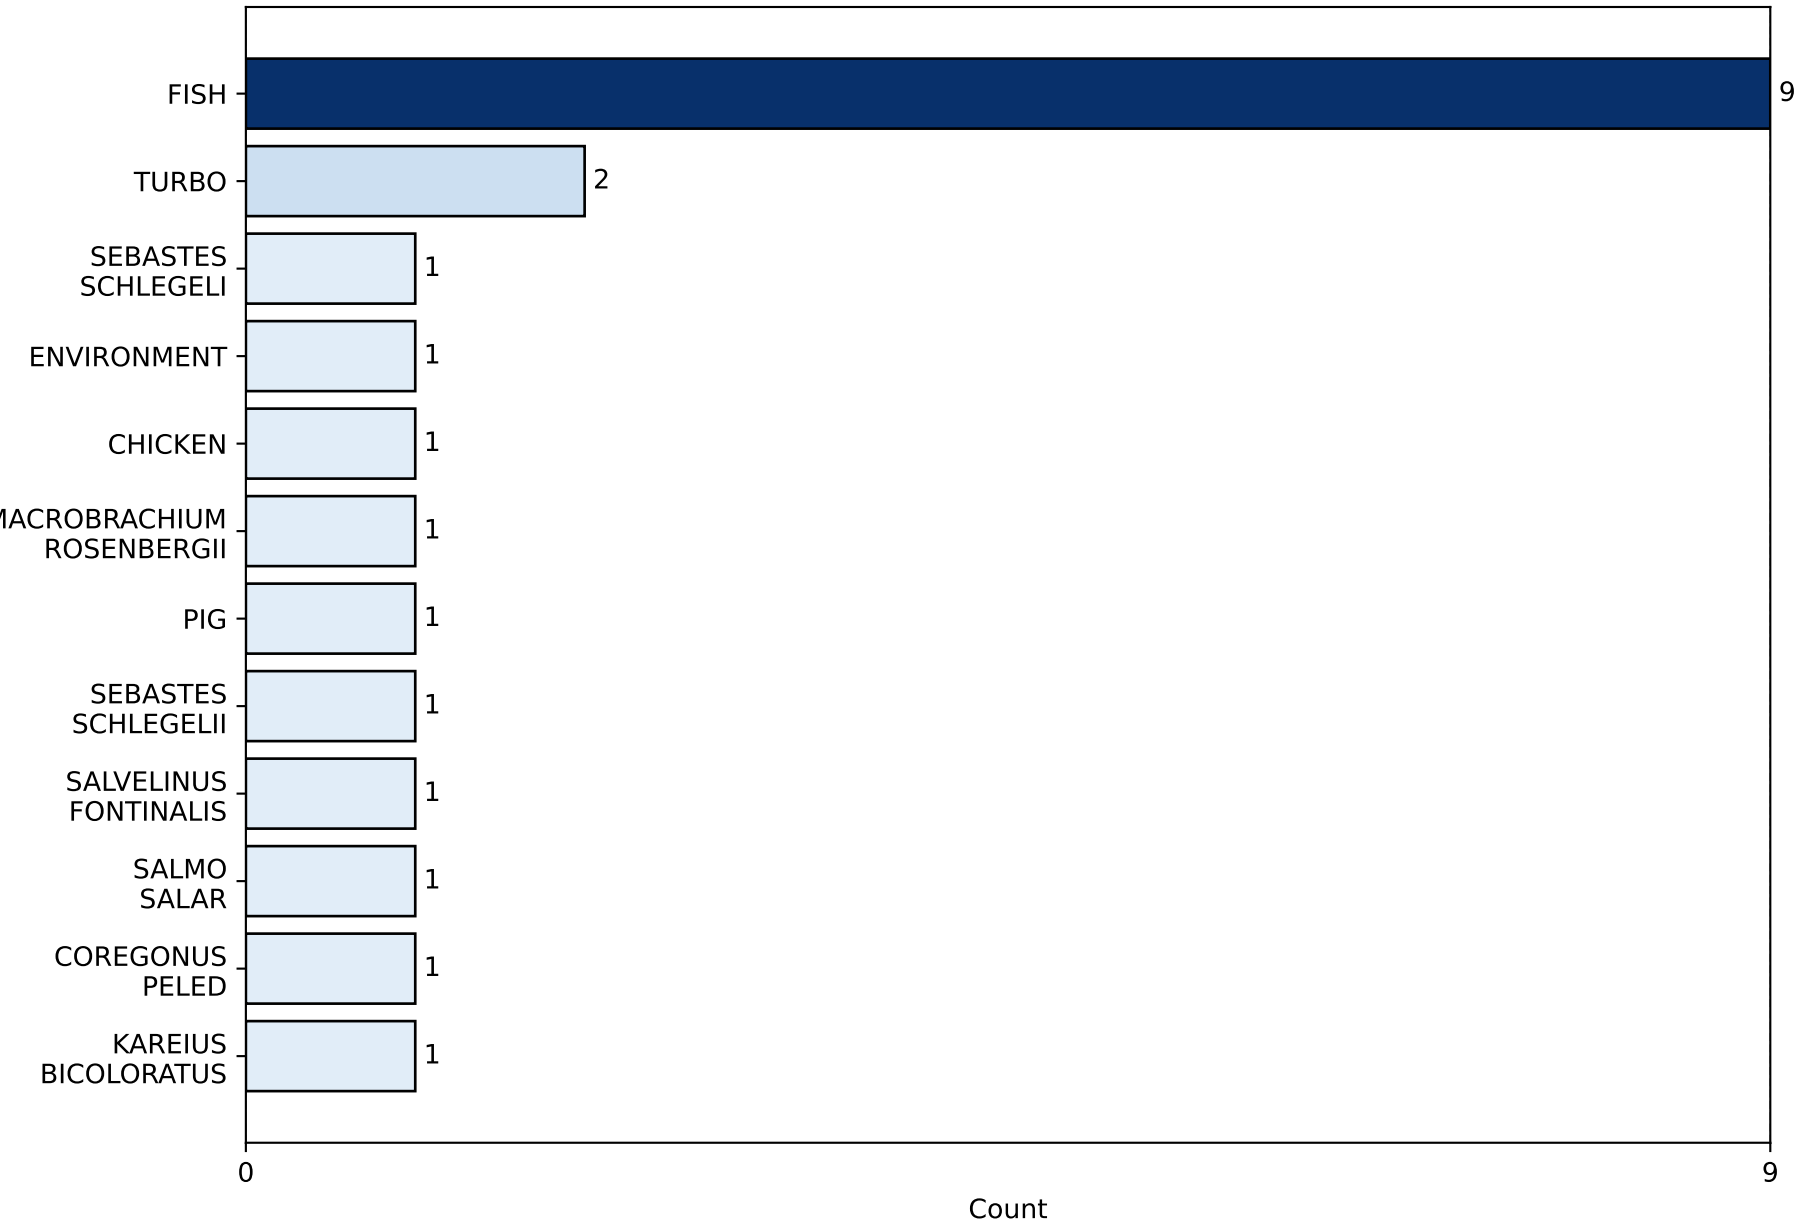 FISH
9
TURBO
2
SEBASTES
SCHLEGELI
1
ENVIRONMENT
1
CHICKEN
1
MACROBRACHIUM
ROSENBERGII
1
PIG
1
SEBASTES
SCHLEGELII
1
SALVELINUS
FONTINALIS
1
SALMO
SALAR
1
COREGONUS
PELED
1
KAREIUS
BICOLORATUS
1
0
9
Count